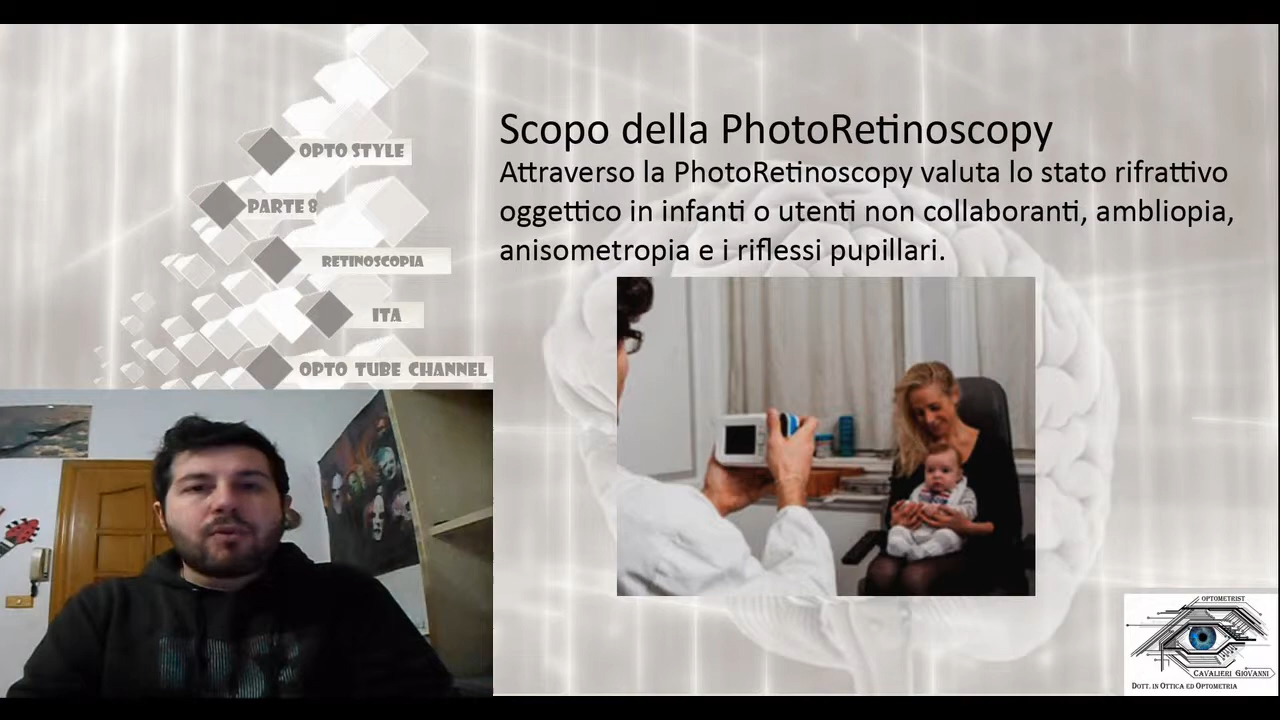 OPTO STYLE
PARTE 8
RETINOSCOPIA
ITA
OPTO TUBE CHANNEL
Scopo della PhotoRetinoscopy
Attraverso la PhotoRetinoscopy valuta lo stato rifrattivo
oggettico in infanti o utenti non collaboranti, ambliopia,
anisometropia e i riflessi pupillari.
OPTOMETRIST
CAVALIERI GIOVANNI
DOTT. IN OTTICA ED OPTOMETRIA